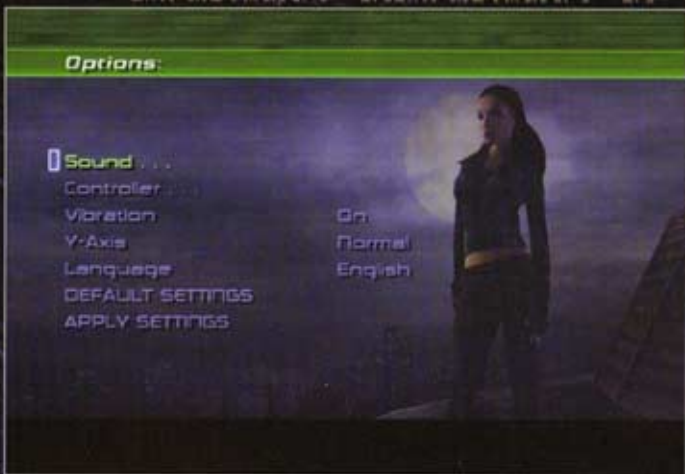 Options:
Sound . . .
Controller . . .
Vibration On
Y-Axis Normal
Language English
DEFAULT SETTINGS
APPLY SETTINGS